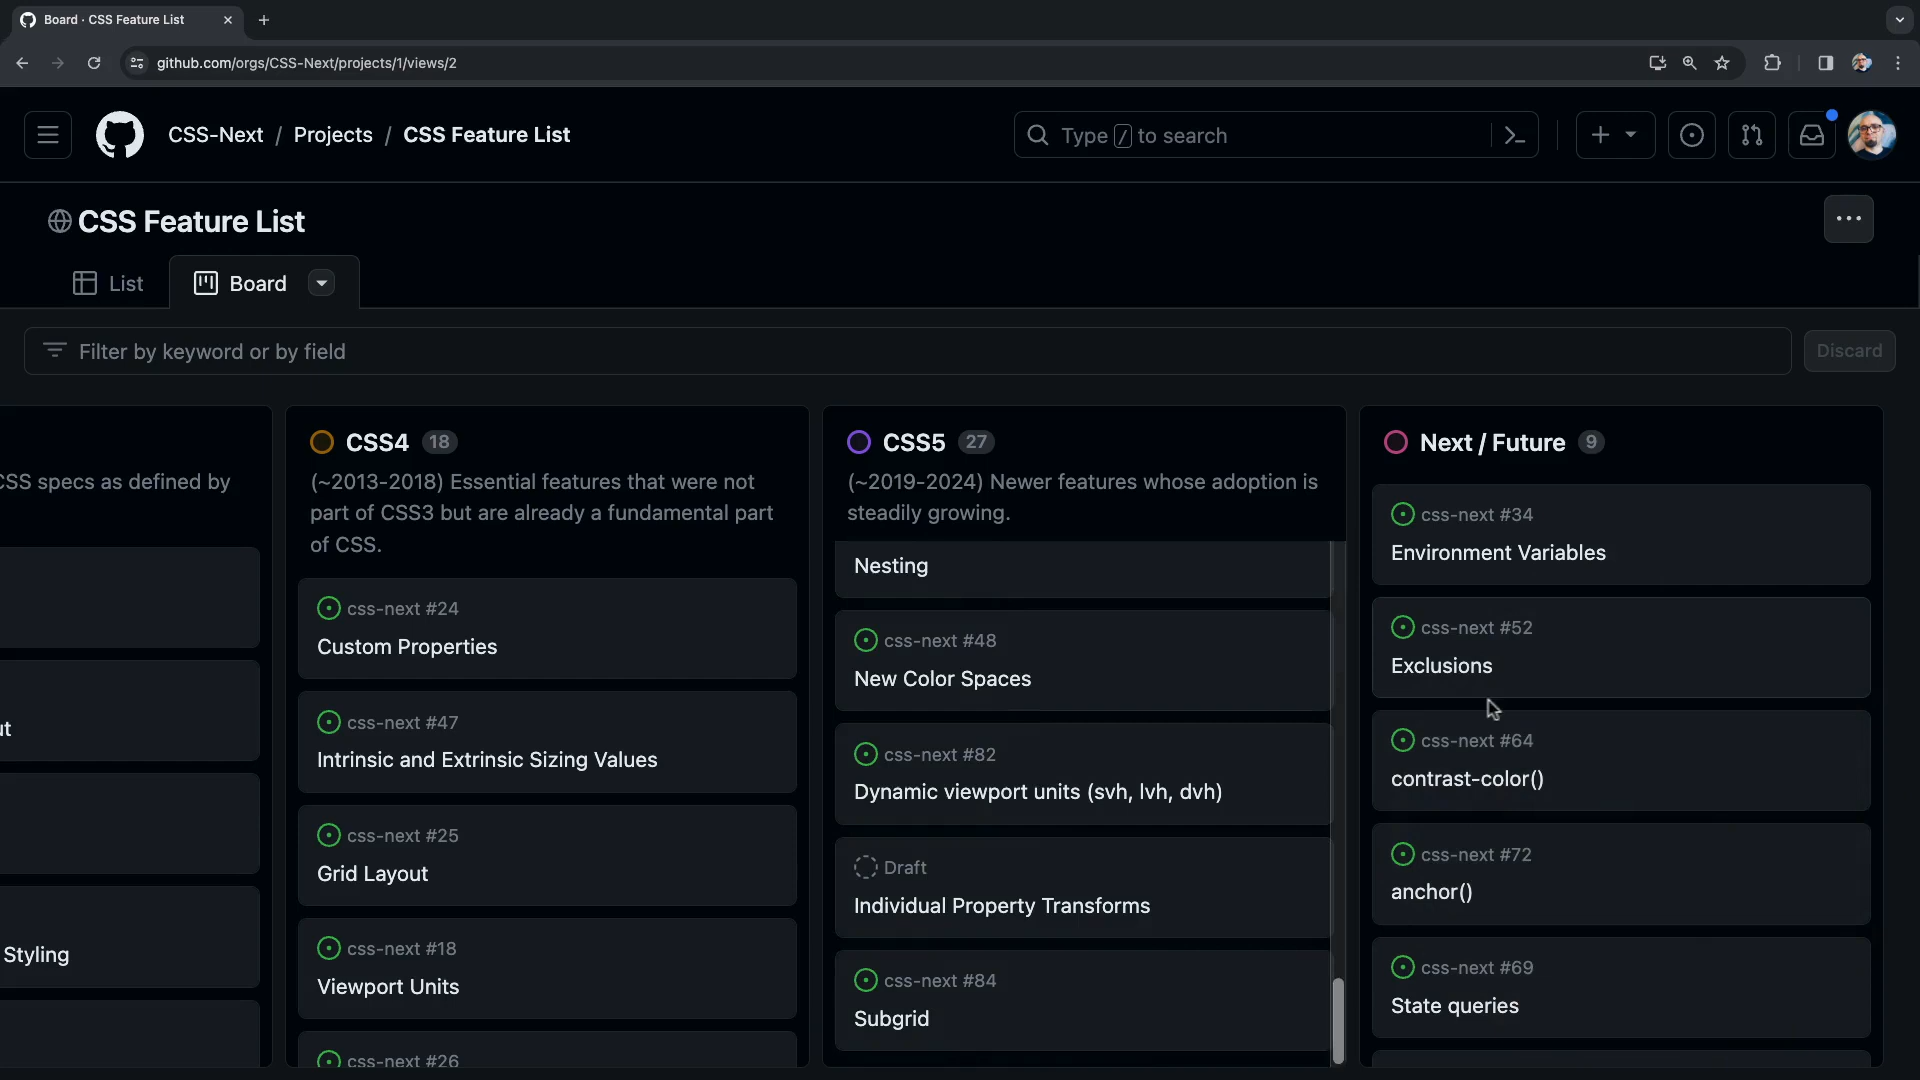 Board · CSS Feature List
github.com/orgs/CSS-Next/projects/1/views/2
CSS-Next / Projects / CSS Feature List
Type / to search
CSS Feature List
List
Board
Filter by keyword or by field
Discard
CSS specs as defined by
Styling
CSS4 18
(~2013-2018) Essential features that were not
part of CSS3 but are already a fundamental part
of CSS.
css-next #24
Custom Properties
css-next #47
Intrinsic and Extrinsic Sizing Values
css-next #25
Grid Layout
css-next #18
Viewport Units
css-next #26
CSS5 27
(~2019-2024) Newer features whose adoption is
steadily growing.
Nesting
css-next #48
New Color Spaces
css-next #82
Dynamic viewport units (svh, lvh, dvh)
Draft
Individual Property Transforms
css-next #84
Subgrid
Next / Future 9
css-next #34
Environment Variables
css-next #52
Exclusions
css-next #64
contrast-color()
css-next #72
anchor()
css-next #69
State queries